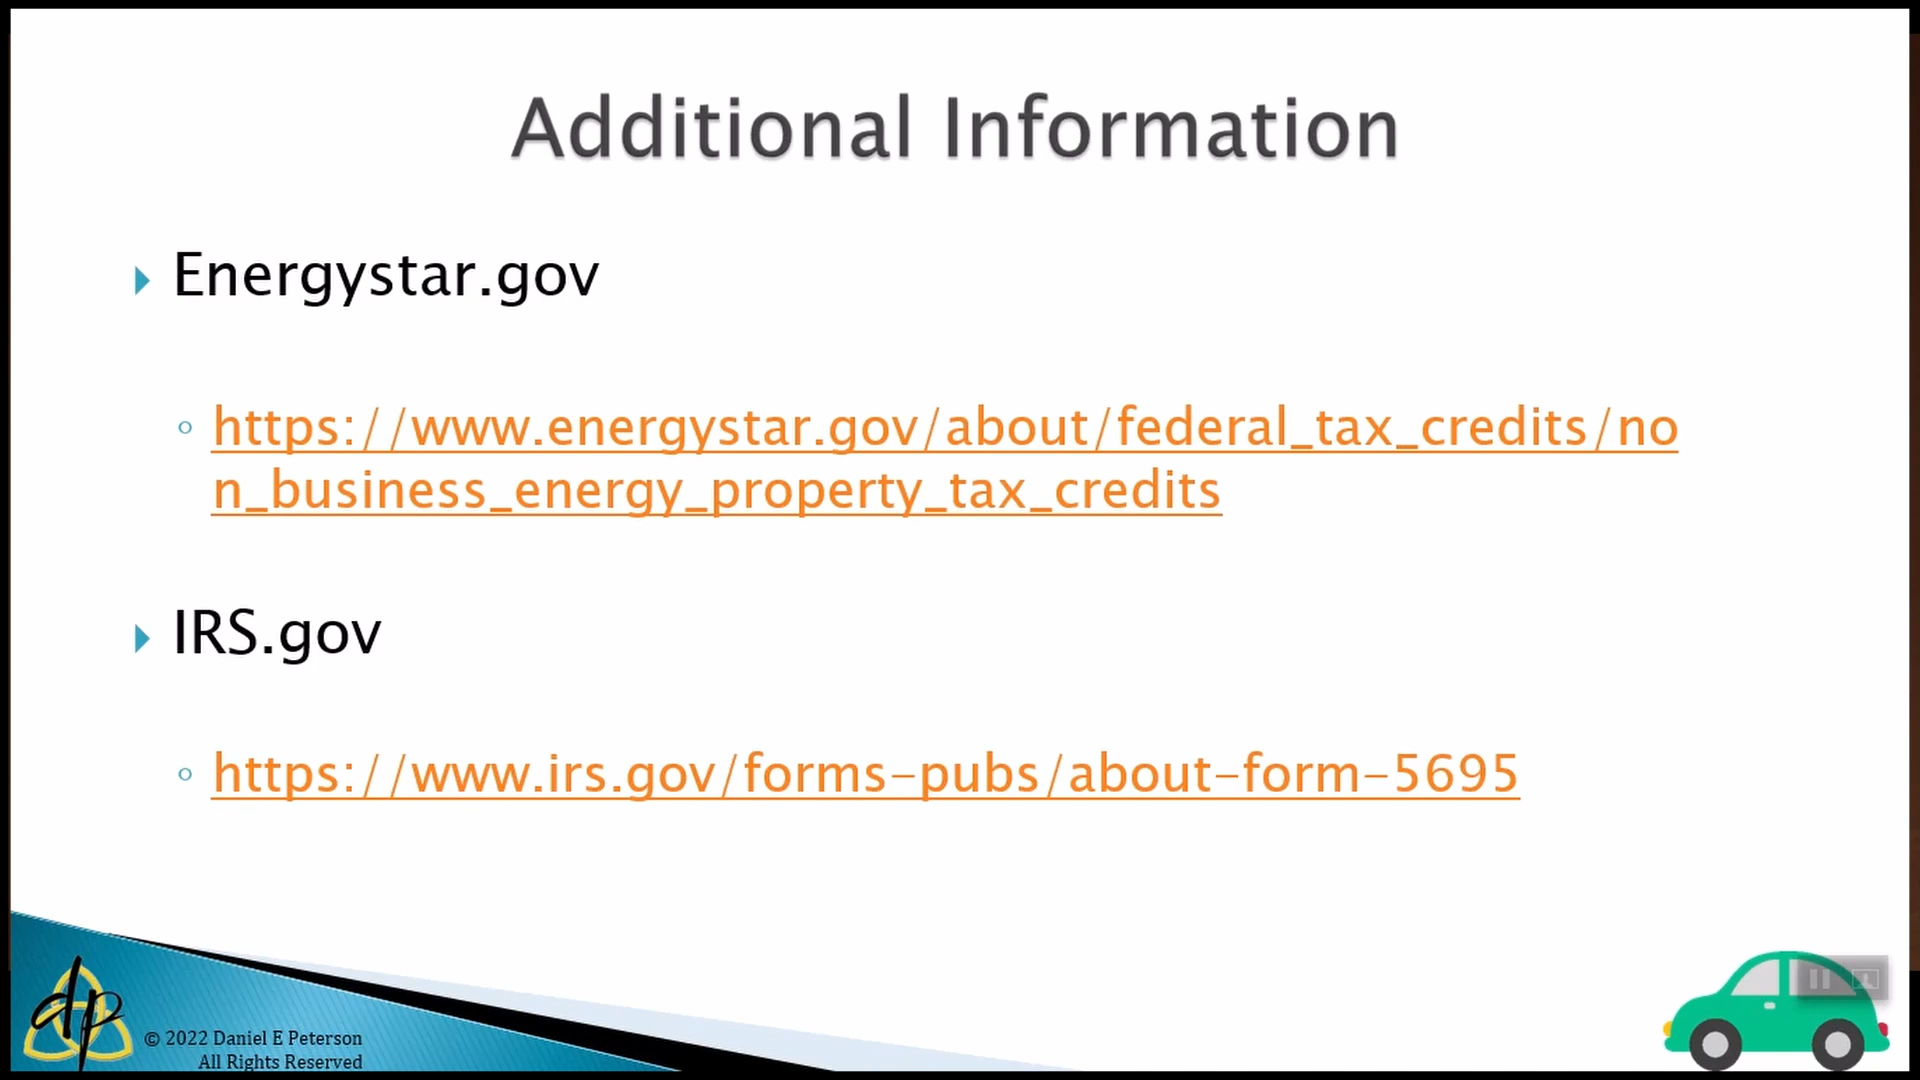 Additional Information
Energystar.gov
https://www.energystar.gov/about/federal_tax_credits/no
n_business_energy_property_tax_credits
IRS.gov
https://www.irs.gov/forms-pubs/about-form-5695
dp
© 2022 Daniel E Peterson
All Rights Reserved